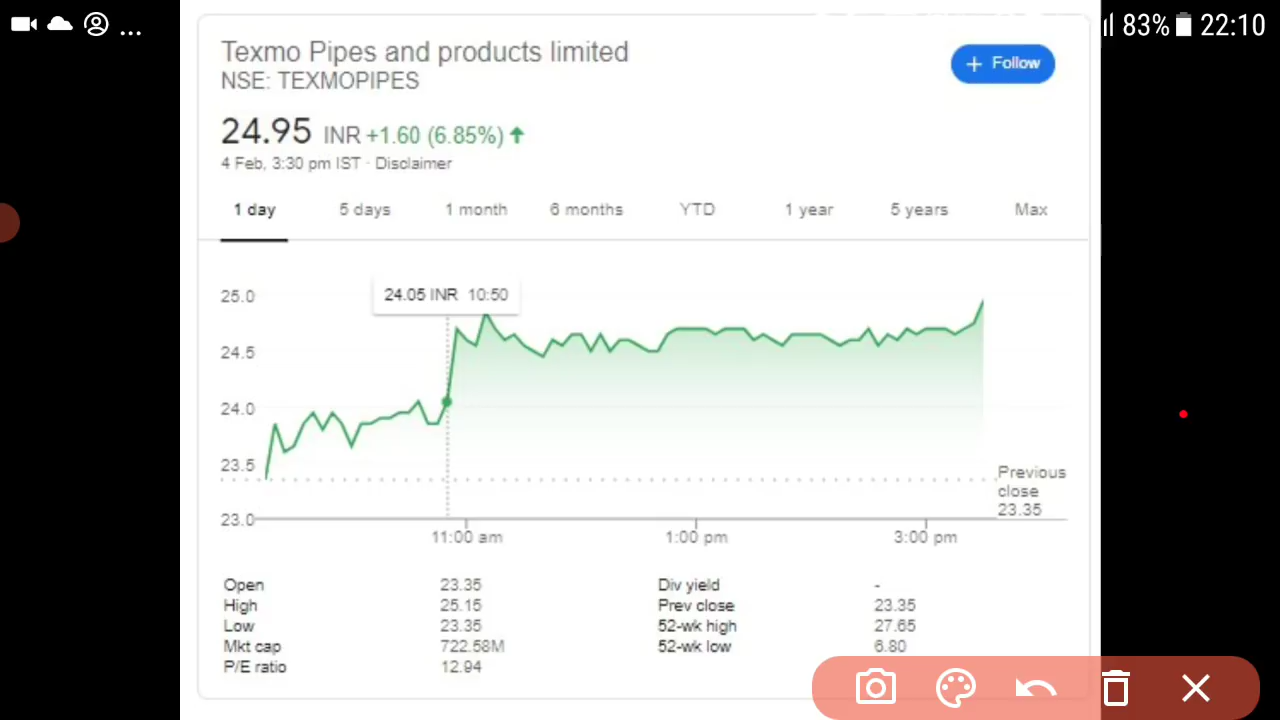 ... 83% 22:10
Texmo Pipes and products limited
NSE: TEXMOPIPES
+ Follow
24.95 INR +1.60 (6.85%)
4 Feb, 3:30 pm IST · Disclaimer
1 day 5 days 1 month 6 months YTD 1 year 5 years Max
24.05 INR 10:50
25.0
24.5
24.0
23.5
23.0
Previous
close
23.35
11:00 am 1:00 pm 3:00 pm
Open 23.35 Div yield -
High 25.15 Prev close 23.35
Low 23.35 52-wk high 27.65
Mkt cap 722.58M 52-wk low 6.80
P/E ratio 12.94